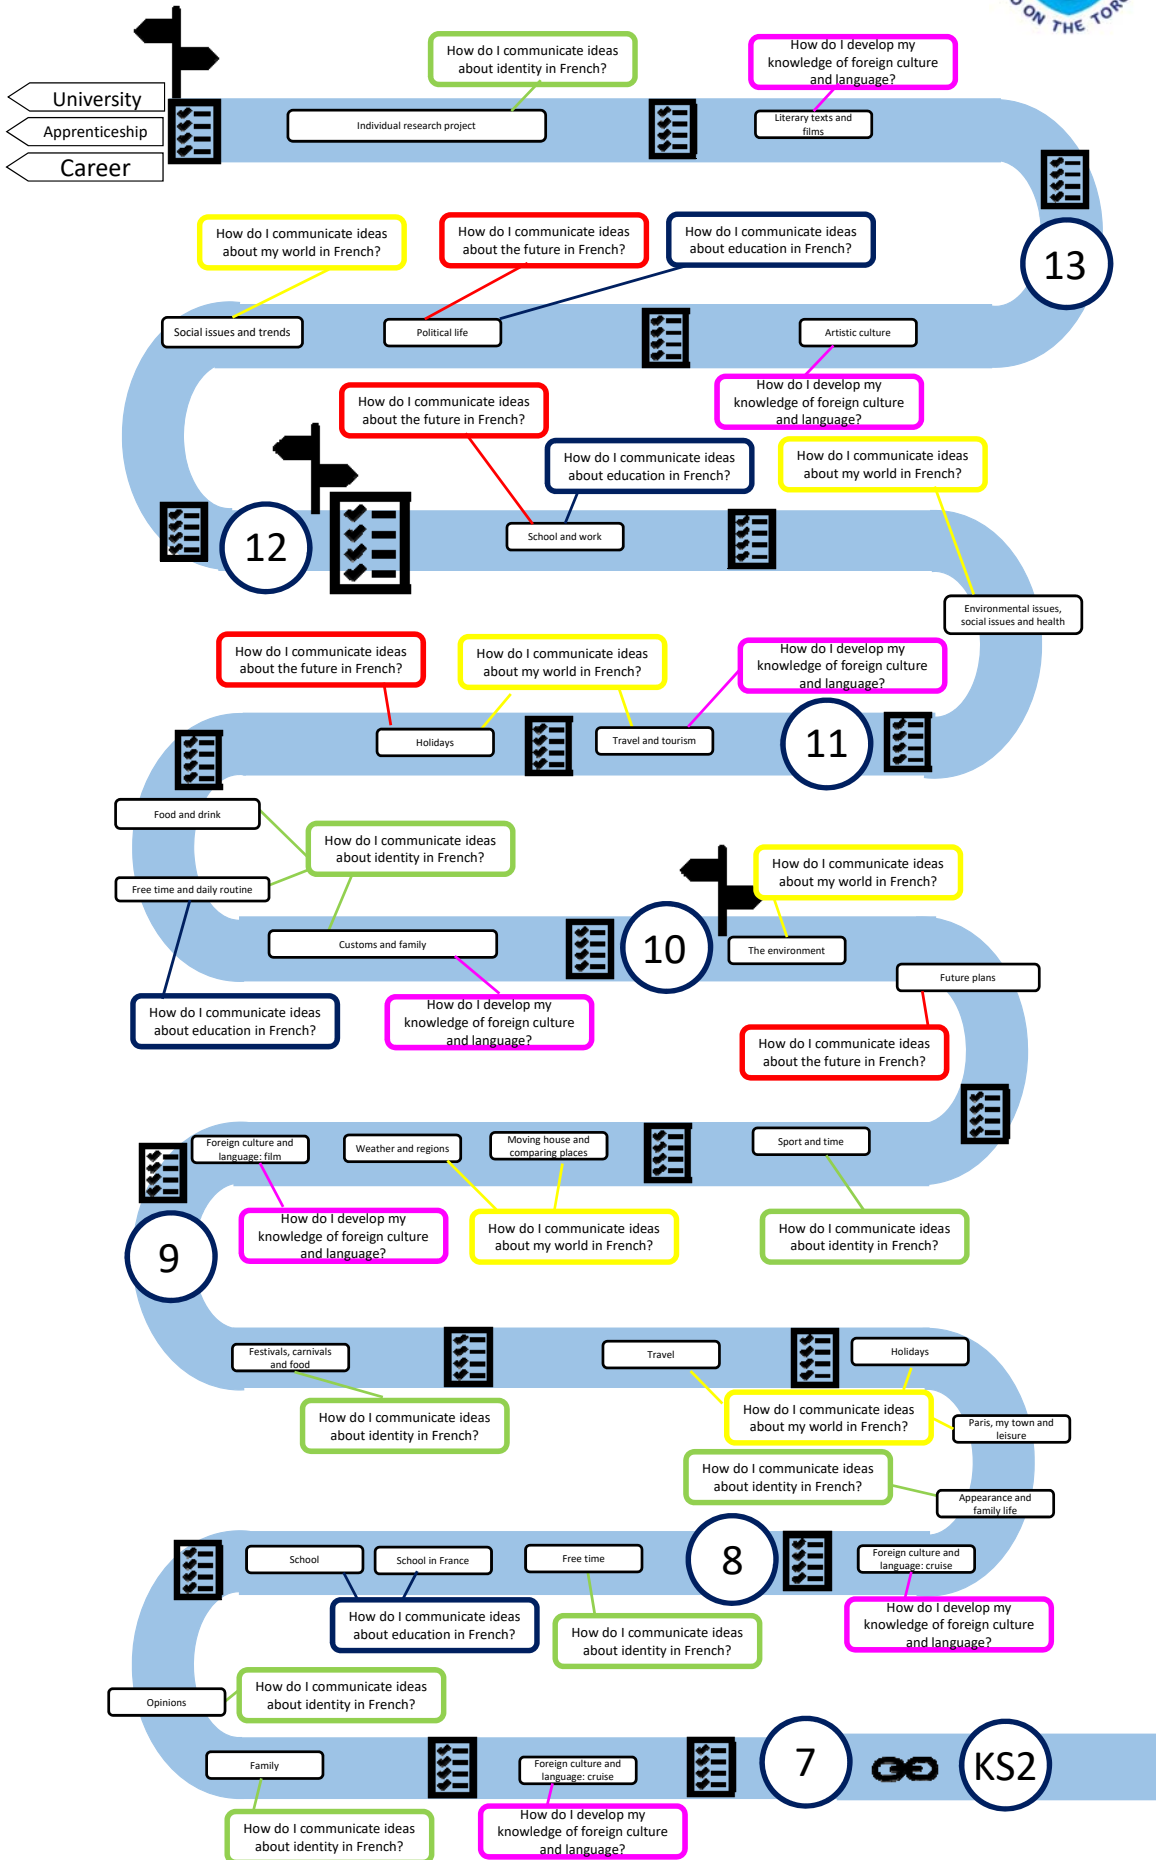 O ON THE TORC
University
Apprenticeship
Career
How do I communicate ideas
about identity in French?
How do I develop my
knowledge of foreign culture
and language?
Individual research project
Literary texts and
films
13
How do I communicate ideas
about my world in French?
How do I communicate ideas
about the future in French?
How do I communicate ideas
about education in French?
Social issues and trends
Political life
Artistic culture
How do I develop my
knowledge of foreign culture
and language?
How do I communicate ideas
about the future in French?
How do I communicate ideas
about education in French?
How do I communicate ideas
about my world in French?
12
School and work
Environmental issues,
social issues and health
How do I communicate ideas
about the future in French?
How do I communicate ideas
about my world in French?
How do I develop my
knowledge of foreign culture
and language?
Holidays
Travel and tourism
11
Food and drink
How do I communicate ideas
about identity in French?
Free time and daily routine
Customs and family
10
How do I communicate ideas
about my world in French?
The environment
Future plans
How do I communicate ideas
about education in French?
How do I develop my
knowledge of foreign culture
and language?
How do I communicate ideas
about the future in French?
Foreign culture and
language: film
Weather and regions
Moving house and
comparing places
Sport and time
How do I develop my
knowledge of foreign culture
and language?
How do I communicate ideas
about my world in French?
How do I communicate ideas
about identity in French?
9
Festivals, carnivals
and food
Travel
Holidays
How do I communicate ideas
about identity in French?
How do I communicate ideas
about my world in French?
Paris, my town and
leisure
How do I communicate ideas
about identity in French?
Appearance and
family life
School
School in France
Free time
8
Foreign culture and
language: cruise
How do I communicate ideas
about education in French?
How do I communicate ideas
about identity in French?
How do I develop my
knowledge of foreign culture
and language?
Opinions
How do I communicate ideas
about identity in French?
Family
Foreign culture and
language: cruise
7
KS2
How do I communicate ideas
about identity in French?
How do I develop my
knowledge of foreign culture
and language?